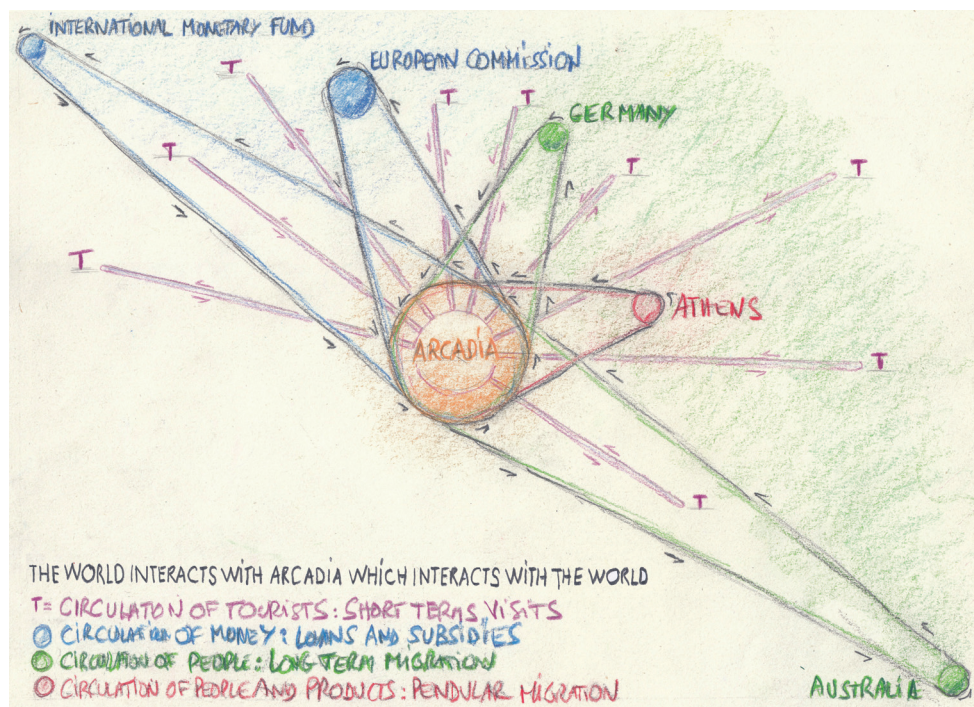 INTERNATIONAL MONETARY FUND
EUROPEAN COMMISSION
T
T
T
GERMANY
T
T
T
T
ATHENS
ARCADIA
T
T
THE WORLD INTERACTS WITH ARCADIA WHICH INTERACTS WITH THE WORLD
T= CIRCULATON OF TOURISTS: SHORT TERMS VISITS
CIRCULATION OF MONEY: LOANS AND SUBSIDIES
CIRCULATION OF PEOPLE: LONG TERM MIGRATION
CIRCULATION OF PEOPLE AND PRODUCTS: PENDULAR MIGRATION
AUSTRALIA